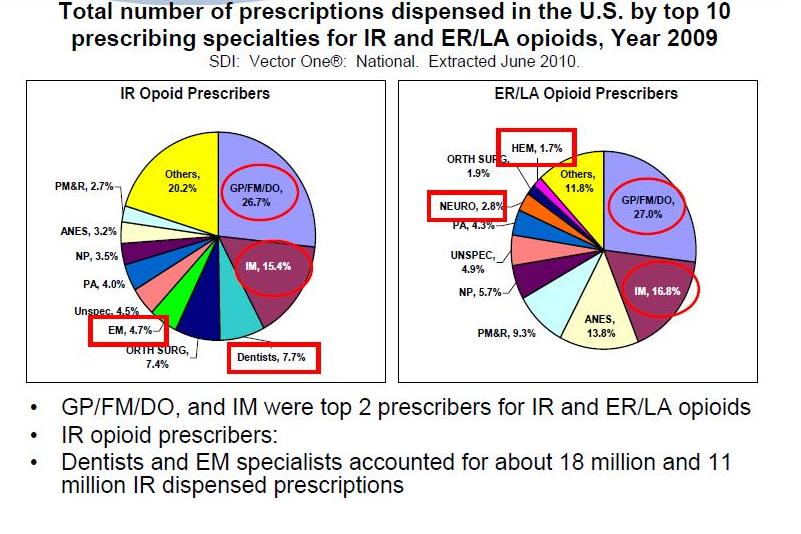 Total number of prescriptions dispensed in the U.S. by top 10
prescribing specialties for IR and ER/LA opioids, Year 2009
SDI: Vector One®: National. Extracted June 2010.
IR Opoid Prescribers
Others,
20.2%
GP/FM/DO,
26.7%
IM, 15.4%
Dentists, 7.7%
ORTH SURG,
7.4%
EM, 4.7%
Unspec, 4.5%
PA, 4.0%
NP, 3.5%
ANES, 3.2%
PM&R, 2.7%
ER/LA Opioid Prescribers
HEM, 1.7%
ORTH SURG,
1.9%
Others,
11.8%
GP/FM/DO,
27.0%
IM, 16.8%
ANES,
13.8%
PM&R, 9.3%
NP, 5.7%
UNSPEC,
4.9%
PA, 4.3%
NEURO, 2.8%
• GP/FM/DO, and IM were top 2 prescribers for IR and ER/LA opioids
• IR opioid prescribers:
• Dentists and EM specialists accounted for about 18 million and 11
million IR dispensed prescriptions